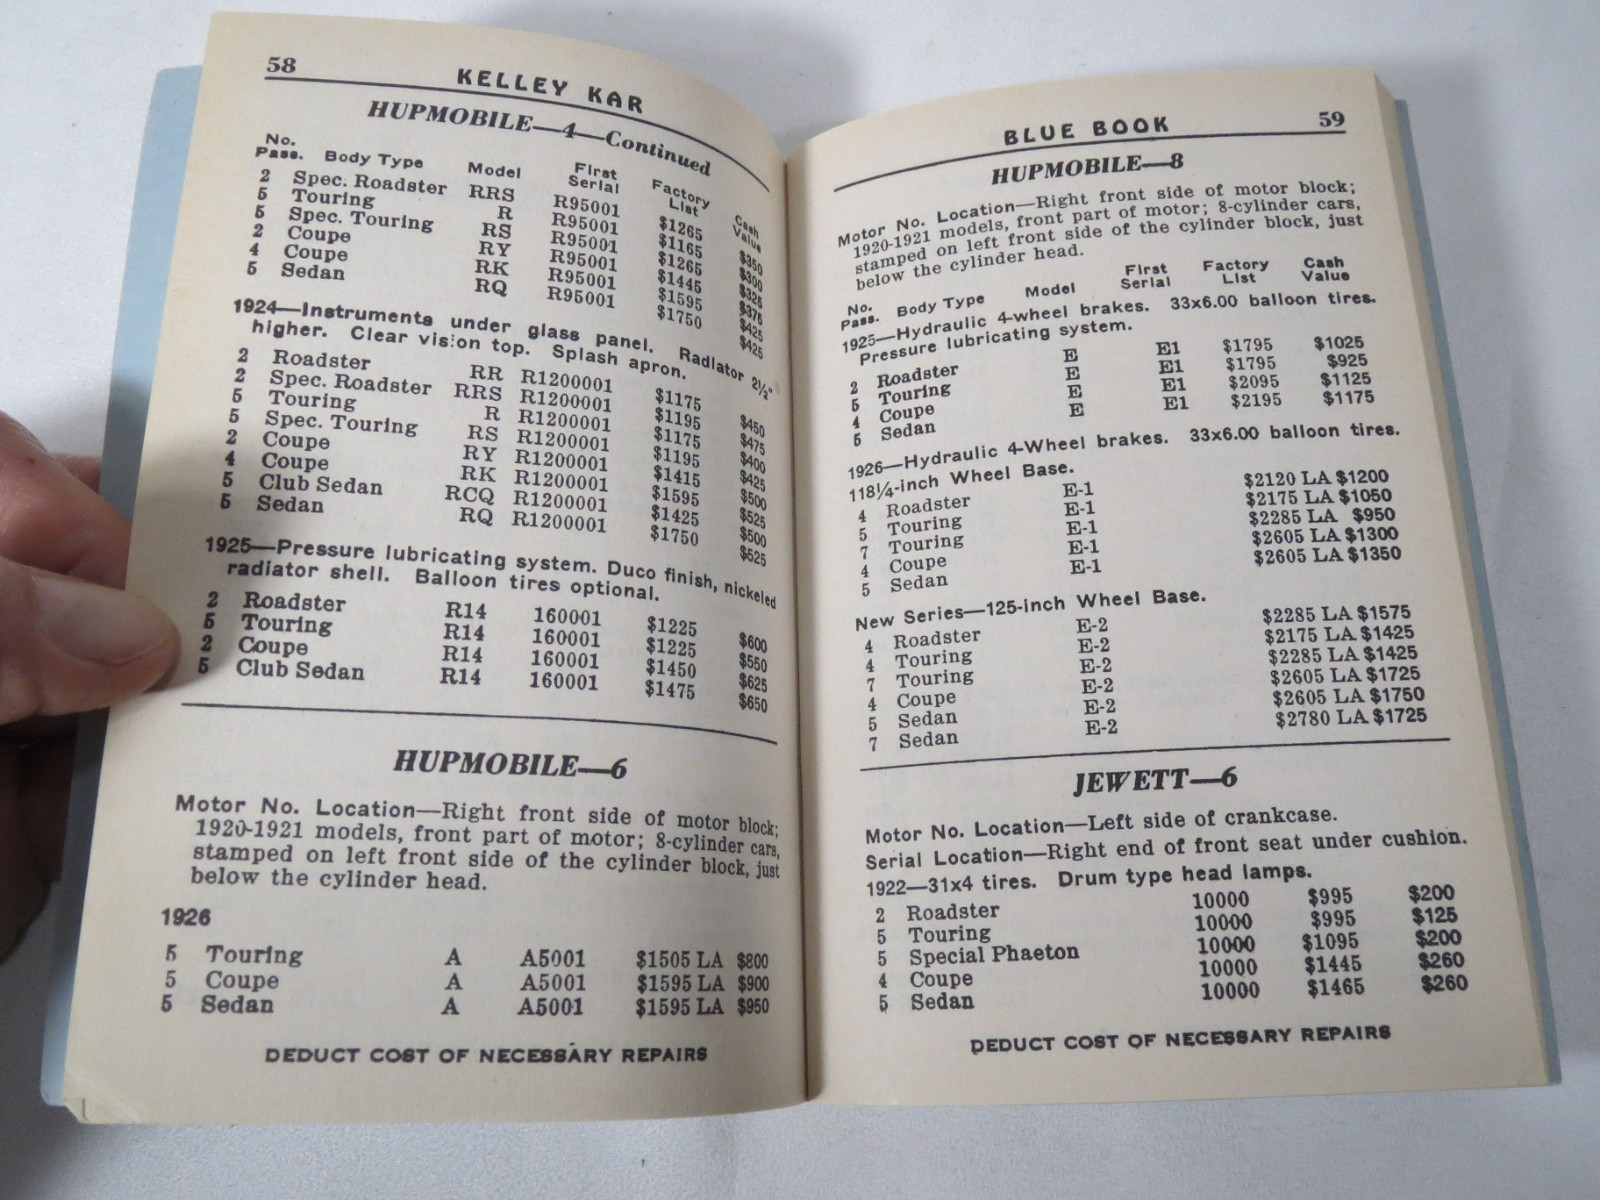 58 KELLEY KAR
HUPMOBILE—4—Continued
No. Pass. Body Type Model First Serial Factory List Cash Value
2 Spec. Roadster RRS R95001 $1265 $350
5 Touring R R95001 $1165 $300
5 Spec. Touring RS R95001 $1265 $325
2 Coupe RY R95001 $1445 $375
4 Coupe RK R95001 $1595 $425
5 Sedan RQ R95001 $1750 $425
1924—Instruments under glass panel. Radiator 2½"
higher. Clear vision top. Splash apron.
2 Roadster RR R1200001 $1175 $450
2 Spec. Roadster RRS R1200001 $1195 $475
5 Touring R R1200001 $1175 $400
5 Spec. Touring RS R1200001 $1195 $425
2 Coupe RY R1200001 $1415 $500
4 Coupe RK R1200001 $1595 $525
5 Club Sedan RCQ R1200001 $1425 $500
5 Sedan RQ R1200001 $1750 $525
1925—Pressure lubricating system. Duco finish, nickeled
radiator shell. Balloon tires optional.
2 Roadster R14 160001 $1225 $600
5 Touring R14 160001 $1225 $550
2 Coupe R14 160001 $1450 $625
5 Club Sedan R14 160001 $1475 $650
HUPMOBILE—6
Motor No. Location—Right front side of motor block;
1920-1921 models, front part of motor; 8-cylinder cars,
stamped on left front side of the cylinder block, just
below the cylinder head.
1926
5 Touring A A5001 $1505 LA $800
5 Coupe A A5001 $1595 LA $900
5 Sedan A A5001 $1595 LA $950
DEDUCT COST OF NECESSARY REPAIRS
BLUE BOOK 59
HUPMOBILE—8
Motor No. Location—Right front side of motor block;
1920-1921 models, front part of motor; 8-cylinder cars,
stamped on left front side of the cylinder block, just
below the cylinder head.
No. Pass. Body Type Model First Serial Factory List Cash Value
1925—Hydraulic 4-wheel brakes. 33x6.00 balloon tires.
Pressure lubricating system.
2 Roadster E E1 $1795 $1025
5 Touring E E1 $1795 $925
4 Coupe E E1 $2095 $1125
5 Sedan E E1 $2195 $1175
1926—Hydraulic 4-Wheel brakes. 33x6.00 balloon tires.
118¼-inch Wheel Base.
4 Roadster E-1 $2120 LA $1200
5 Touring E-1 $2175 LA $1050
7 Touring E-1 $2285 LA $950
4 Coupe E-1 $2605 LA $1300
5 Sedan E-1 $2605 LA $1350
New Series—125-inch Wheel Base.
4 Roadster E-2 $2285 LA $1575
4 Touring E-2 $2175 LA $1425
7 Touring E-2 $2285 LA $1425
4 Coupe E-2 $2605 LA $1725
5 Sedan E-2 $2605 LA $1750
7 Sedan E-2 $2780 LA $1725
JEWETT—6
Motor No. Location—Left side of crankcase.
Serial Location—Right end of front seat under cushion.
1922—31x4 tires. Drum type head lamps.
2 Roadster 10000 $995 $200
5 Touring 10000 $995 $125
5 Special Phaeton 10000 $1095 $200
4 Coupe 10000 $1445 $260
5 Sedan 10000 $1465 $260
DEDUCT COST OF NECESSARY REPAIRS